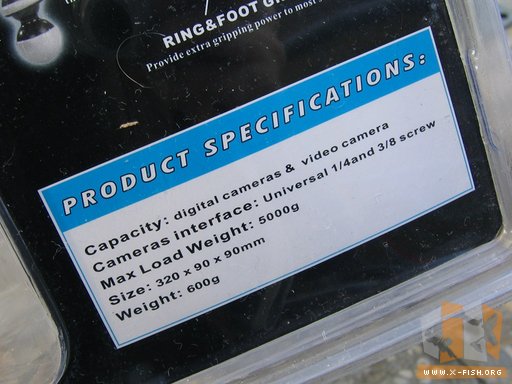 RING&FOOT
Provide extra gripping power to most
PRODUCT SPECIFICATIONS:
Capacity: digital cameras & video camera
Cameras interface: Universal 1/4and 3/8 screw
Max Load Weight: 5000g
Size: 320 x 90 x 90mm
Weight: 600g
WWW.X-FISH.ORG